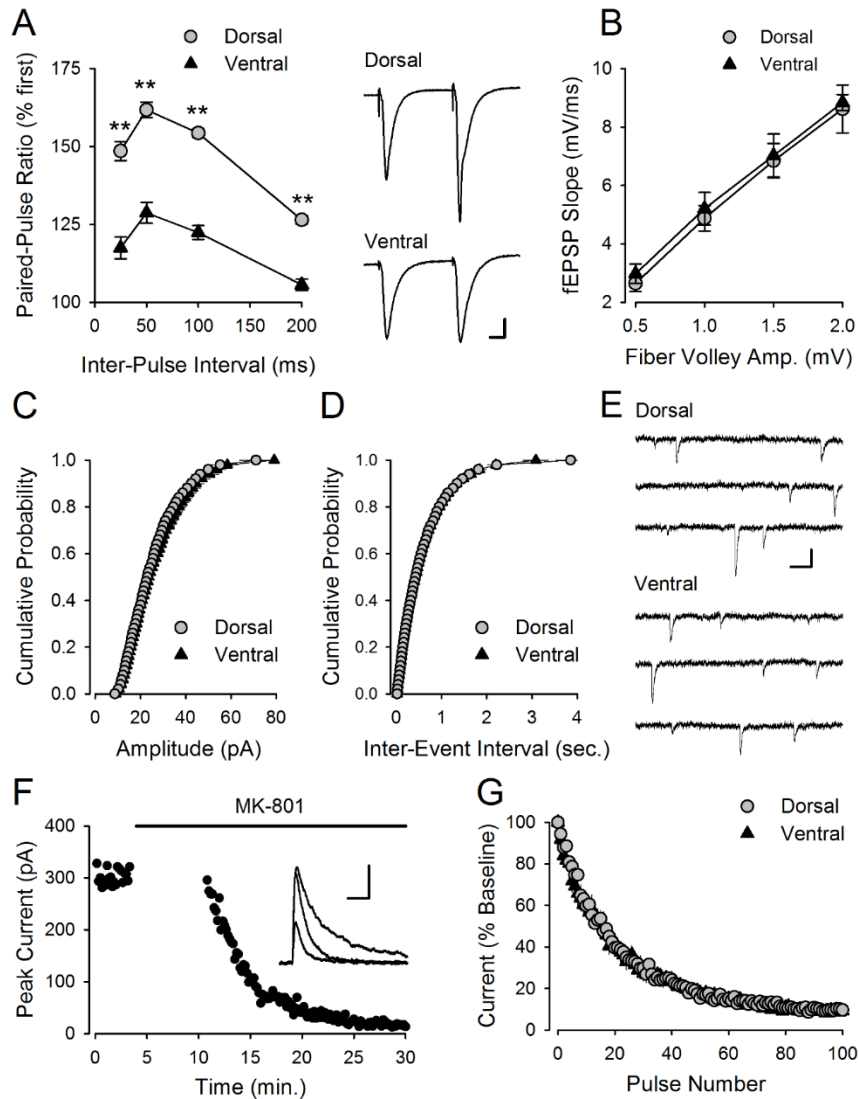 A
Dorsal
Ventral
Paired-Pulse Ratio (% first)
175
150
125
100
**
**
**
**
0
50
100
150
200
Inter-Pulse Interval (ms)
Dorsal
Ventral
B
Dorsal
Ventral
fEPSP Slope (mV/ms)
10
8
6
4
2
0.5
1.0
1.5
2.0
Fiber Volley Amp. (mV)
C
Cumulative Probability
1.0
0.8
0.6
0.4
0.2
0.0
Dorsal
Ventral
0
20
40
60
80
Amplitude (pA)
D
Cumulative Probability
1.0
0.8
0.6
0.4
0.2
0.0
Dorsal
Ventral
0
1
2
3
4
Inter-Event Interval (sec.)
E
Dorsal
Ventral
F
MK-801
Peak Current (pA)
400
300
200
100
0
0
5
10
15
20
25
30
Time (min.)
G
Dorsal
Ventral
Current (% Baseline)
100
80
60
40
20
0
0
20
40
60
80
100
Pulse Number